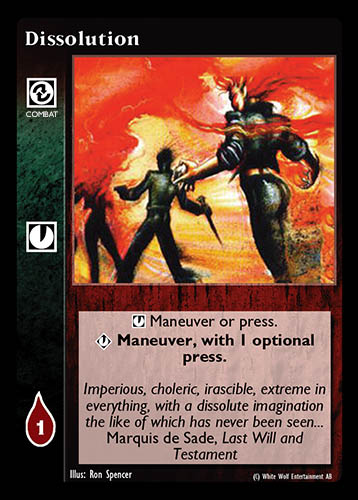 Dissolution
COMBAT
Maneuver or press.
Maneuver, with 1 optional
press.
Imperious, choleric, irascible, extreme in
everything, with a dissolute imagination
the like of which has never been seen...
Marquis de Sade, Last Will and
Testament
1
Illus: Ron Spencer
(C) White Wolf Entertainment AB